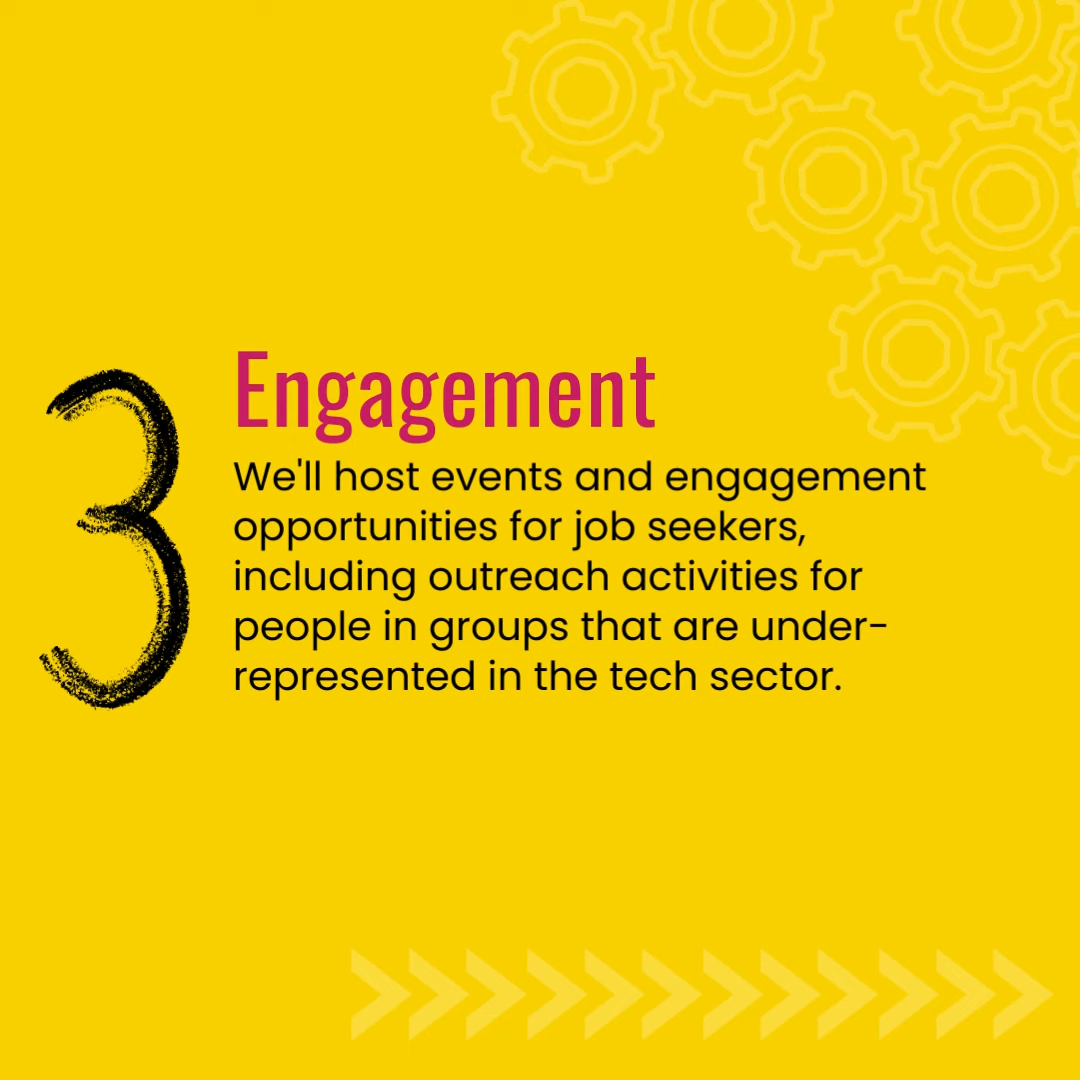 3
Engagement
We'll host events and engagement
opportunities for job seekers,
including outreach activities for
people in groups that are under-
represented in the tech sector.